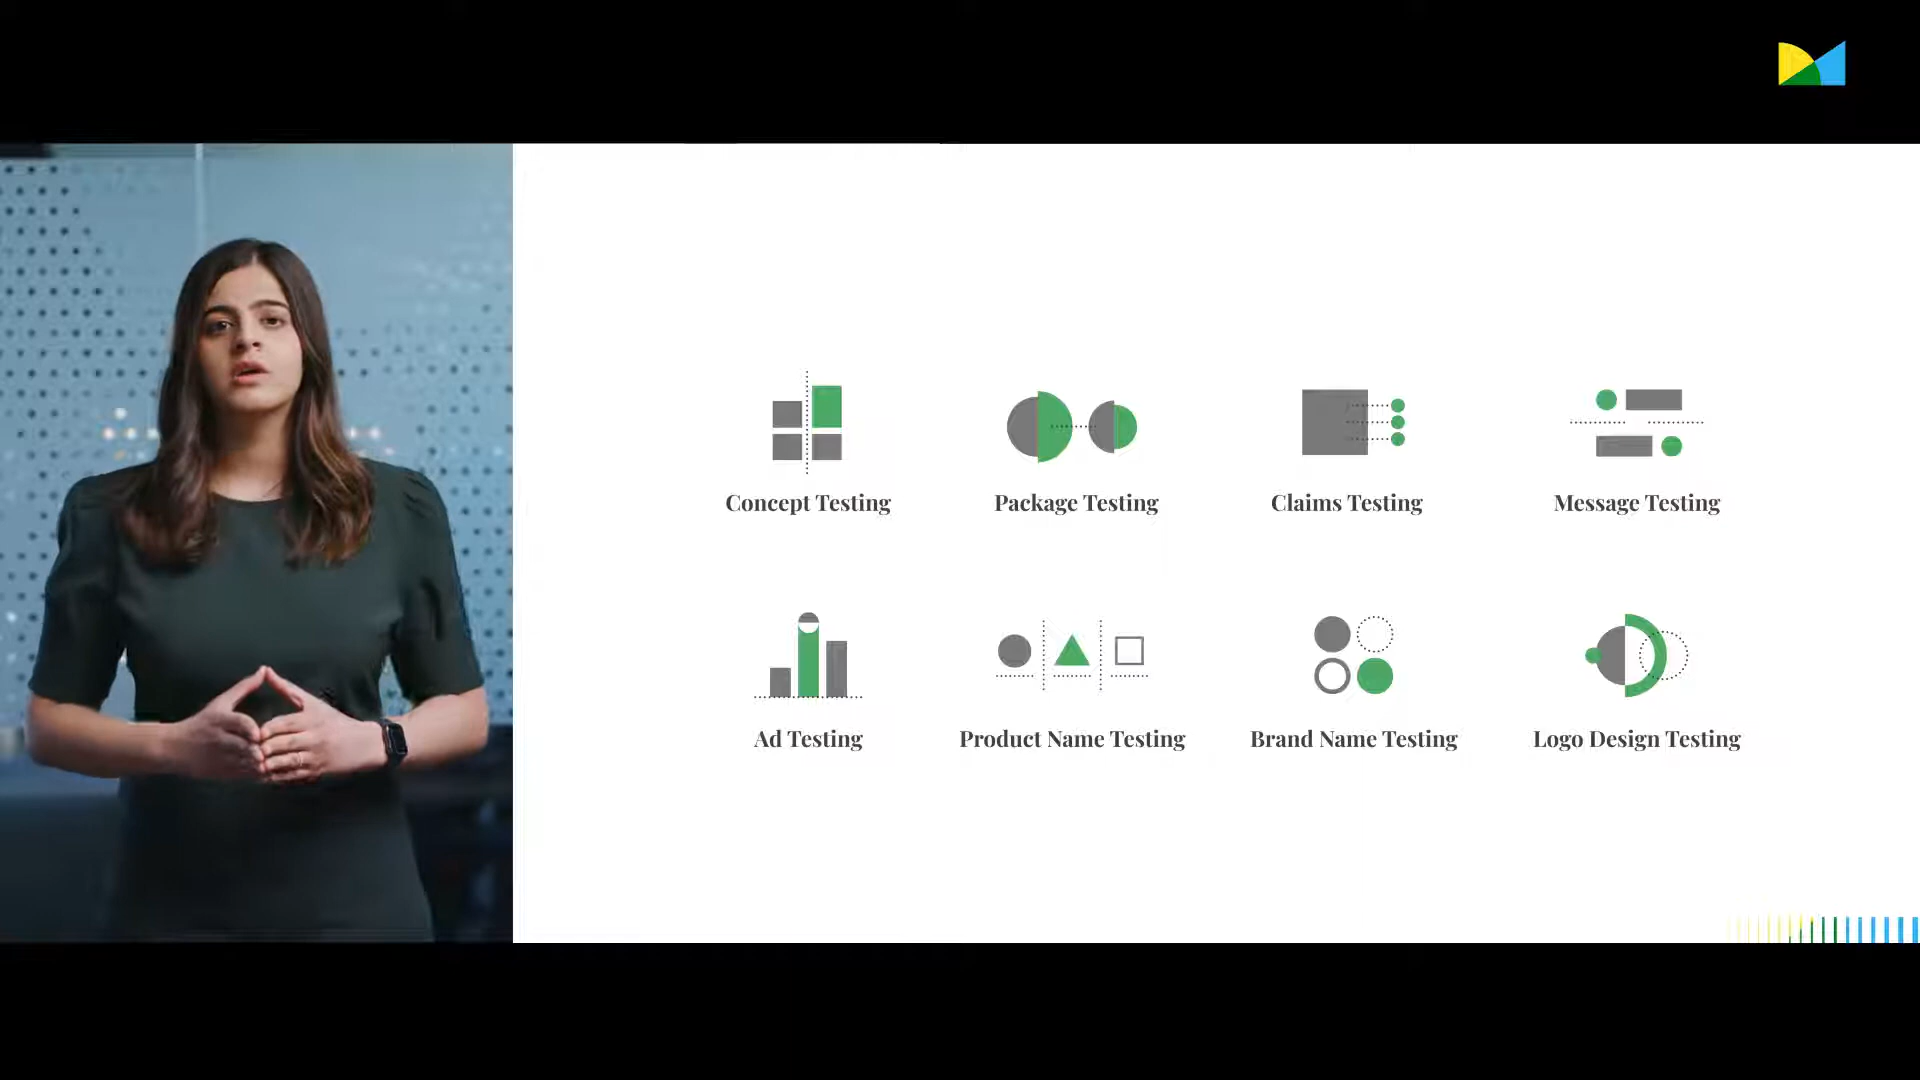 Concept Testing
Package Testing
Claims Testing
Message Testing
Ad Testing
Product Name Testing
Brand Name Testing
Logo Design Testing